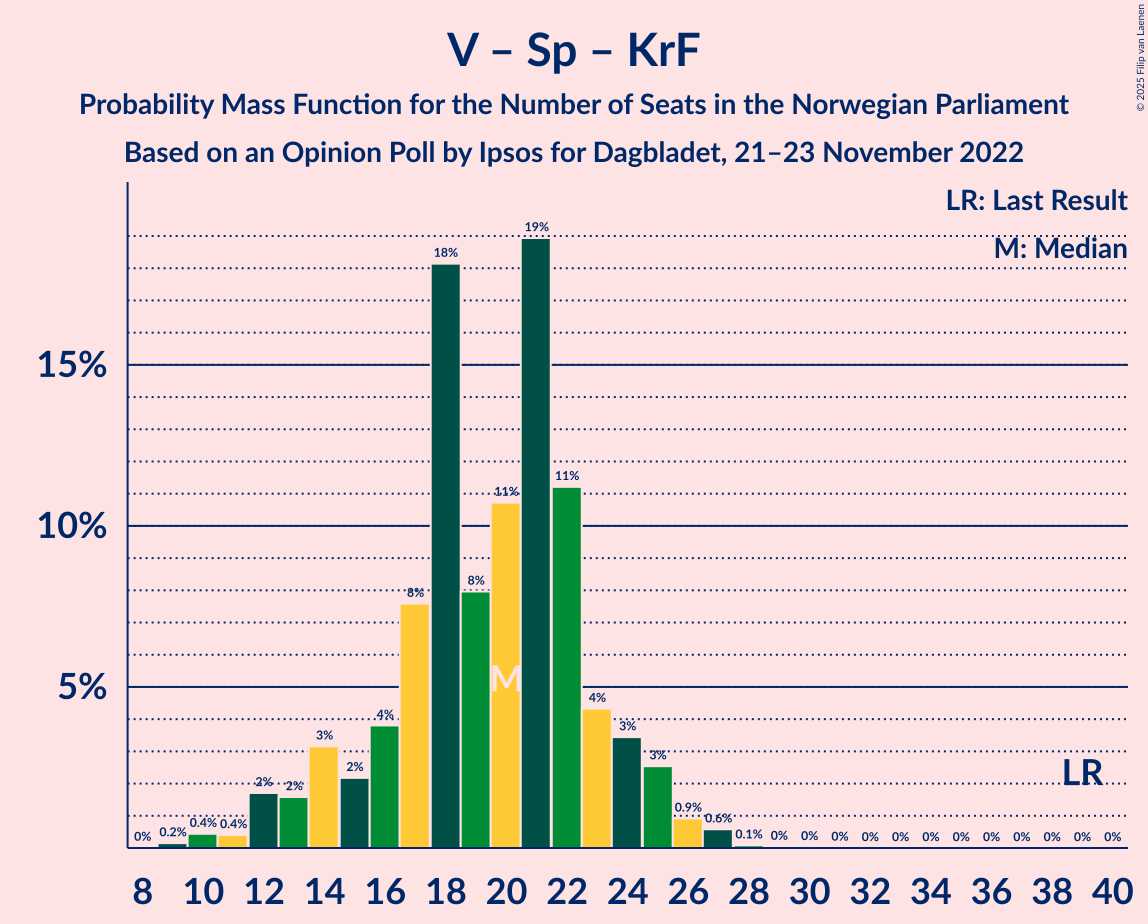 V – Sp – KrF
Probability Mass Function for the Number of Seats in the Norwegian Parliament
Based on an Opinion Poll by Ipsos for Dagbladet, 21–23 November 2022
© 2025 Filip van Laenen
LR: Last Result
M: Median
15%
10%
5%
0% 0.2% 0.4% 0.4% 2% 2% 3% 2% 4% 8% 18% 8% 11% 19% 11% 4% 3% 3% 0.9% 0.6% 0.1% 0% 0% 0% 0% 0% 0% 0% 0% 0% 0% 0% 0%
M
LR
8 10 12 14 16 18 20 22 24 26 28 30 32 34 36 38 40